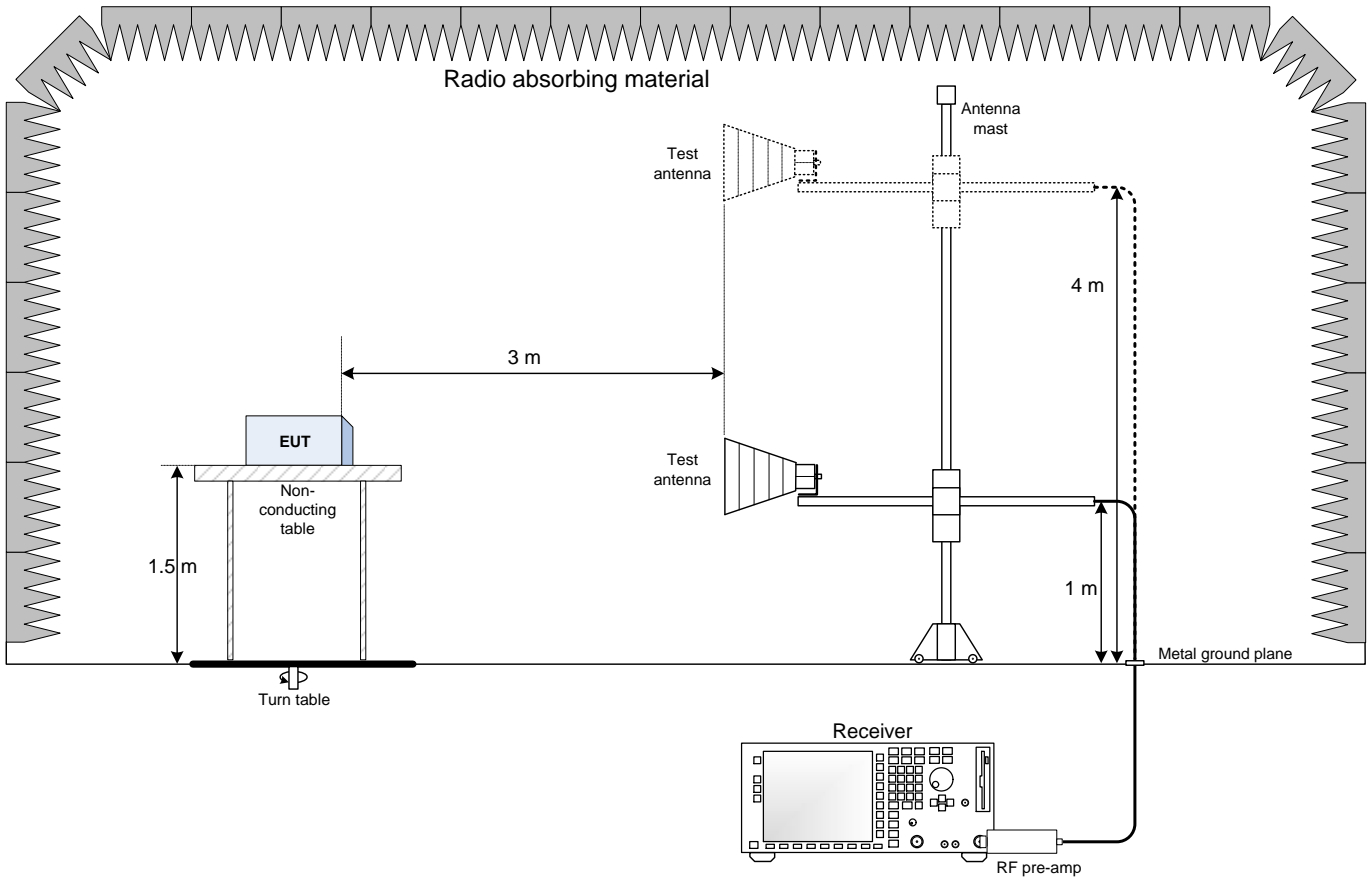 Radio absorbing material
Antenna
mast
Test
antenna
4 m
3 m
EUT
Test
antenna
Non-
conducting
table
1.5 m
1 m
Metal ground plane
Turn table
Receiver
RF pre-amp